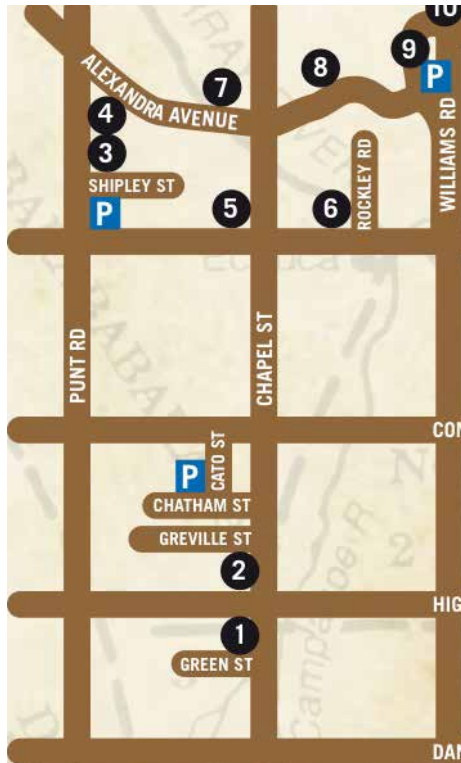 10
9
8
P
7
ALEXANDRA AVENUE
4
3
WILLIAMS RD
ROCKLEY RD
SHIPLEY ST
P
5
6
PUNT RD
CHAPEL ST
CON
CATO ST
P
CHATHAM ST
GREVILLE ST
2
HIG
1
GREEN ST
DAN